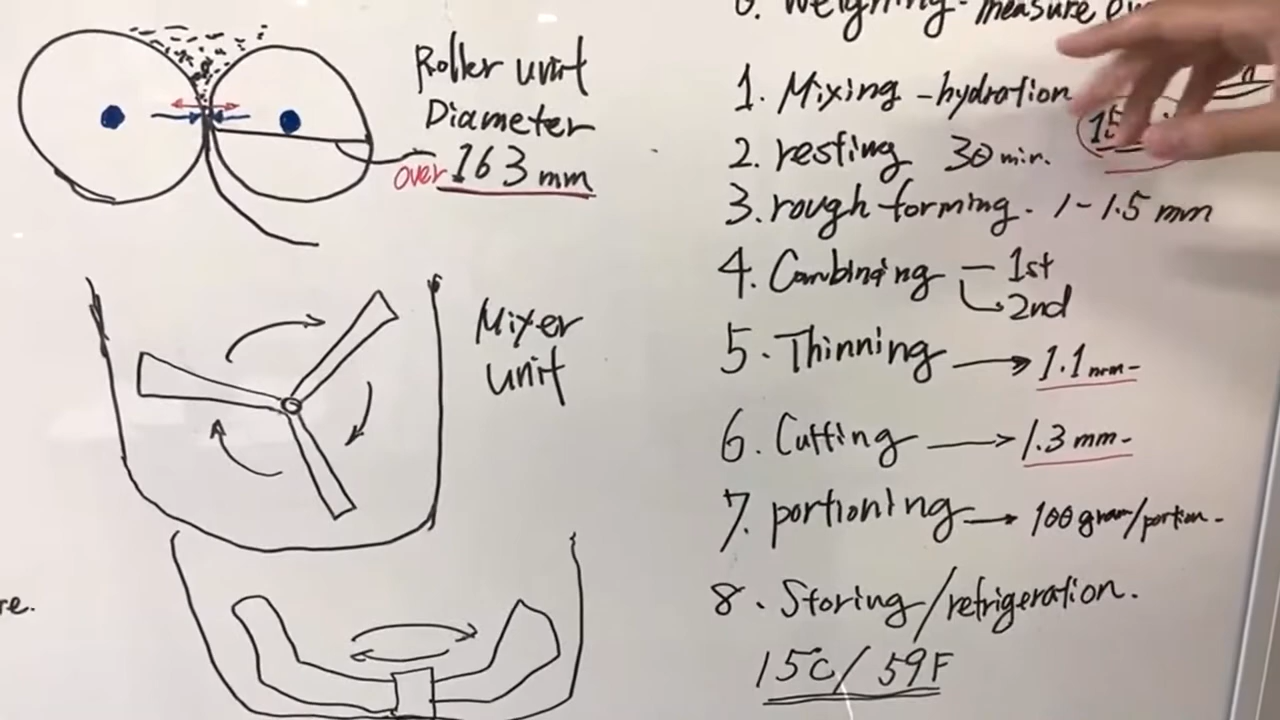 Roller unit
Diameter
over 163 mm
Mixer
unit
re.
0. Weighing - measure
1. Mixing - hydration
2. resting 30 min.
3. rough forming. 1-1.5 mm
4. Combining - 1st
2nd
5. Thinning → 1.1 mm-
6. Cutting → 1.3 mm-
7. portioning → 100 gram/portion.
8. Storing/refrigeration.
15C/59F